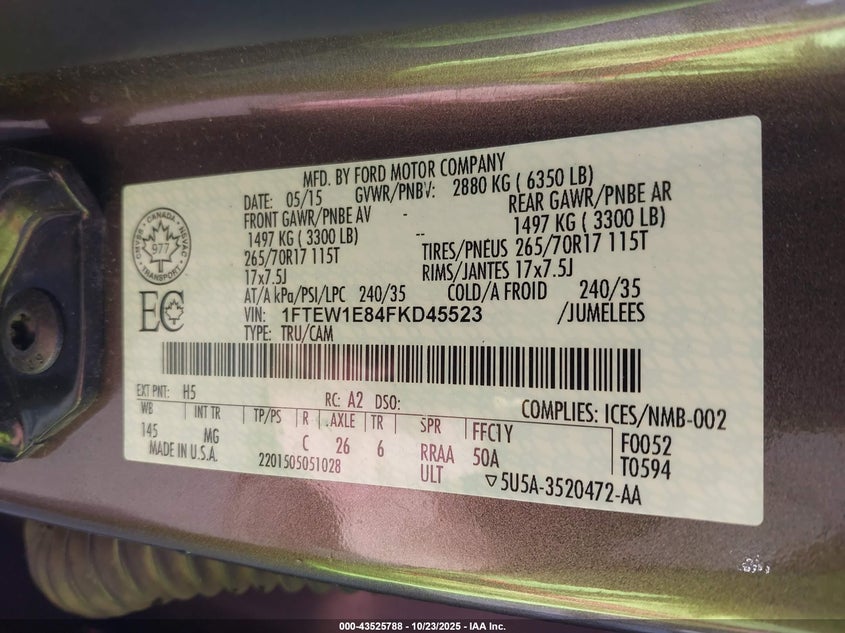 MFD. BY FORD MOTOR COMPANY
DATE: 05/15 GVWR/PNBV: 2880 KG ( 6350 LB)
FRONT GAWR/PNBE AV - REAR GAWR/PNBE AR
1497 KG ( 3300 LB) -- 1497 KG ( 3300 LB)
265/70R17 115T TIRES/PNEUS 265/70R17 115T
17x7.5J RIMS/JANTES 17x7.5J
AT/A kPa/PSI/LPC 240/35 COLD/A FROID 240/35
VIN: 1FTEW1E84FKD45523 /JUMELEES
TYPE: TRU/CAM
CANADA
977
TRANSPORT
EC
EXT PNT: H5 RC: A2 DSO: COMPLIES: ICES/NMB-002
WB INT TR TP/PS R AXLE TR SPR FFC1Y F0052
145 MG C 26 6 RRAA 50A T0594
MADE IN U.S.A. 2201505051028 ULT ▽5U5A-3520472-AA
000-43525788 - 10/23/2025 - IAA Inc.